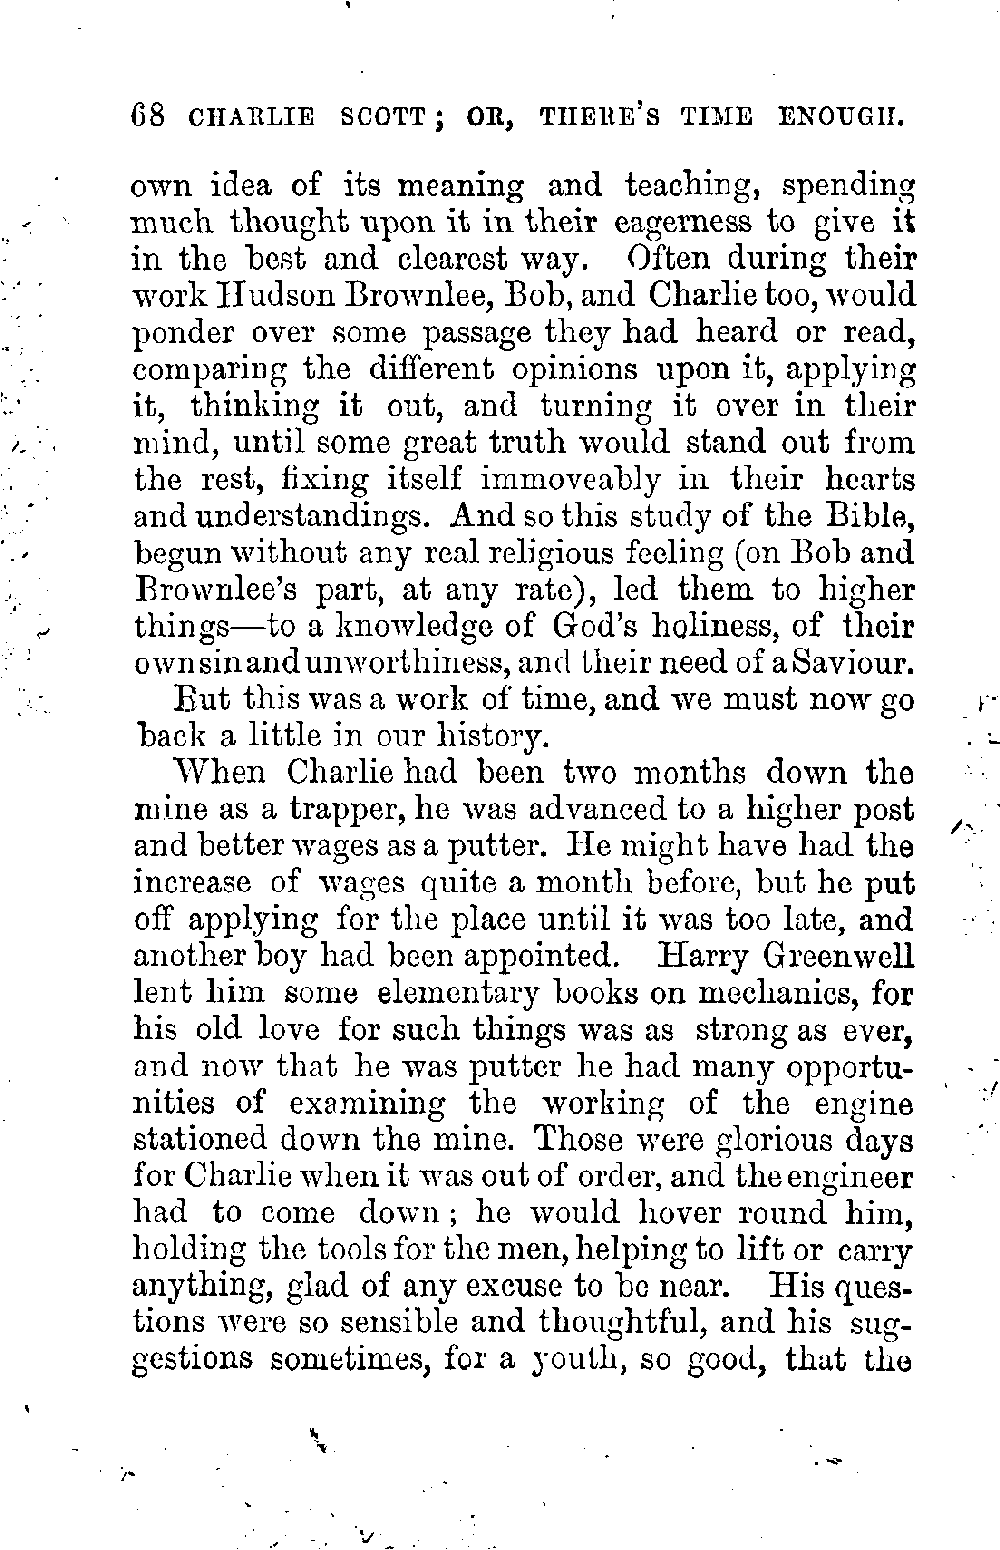 68 CHARLIE SCOTT; OR, THERE'S TIME ENOUGH.
own idea of its meaning and teaching, spending
much thought upon it in their eagerness to give it
in the best and clearest way. Often during their
work Hudson Brownlee, Bob, and Charlie too, would
ponder over some passage they had heard or read,
comparing the different opinions upon it, applying
it, thinking it out, and turning it over in their
mind, until some great truth would stand out from
the rest, fixing itself immoveably in their hearts
and understandings. And so this study of the Bible,
begun without any real religious feeling (on Bob and
Brownlee's part, at any rate), led them to higher
things—to a knowledge of God's holiness, of their
own sin and unworthiness, and their need of a Saviour.
But this was a work of time, and we must now go
back a little in our history.
When Charlie had been two months down the
mine as a trapper, he was advanced to a higher post
and better wages as a putter. He might have had the
increase of wages quite a month before, but he put
off applying for the place until it was too late, and
another boy had been appointed. Harry Greenwell
lent him some elementary books on mechanics, for
his old love for such things was as strong as ever,
and now that he was putter he had many opportu-
nities of examining the working of the engine
stationed down the mine. Those were glorious days
for Charlie when it was out of order, and the engineer
had to come down; he would hover round him,
holding the tools for the men, helping to lift or carry
anything, glad of any excuse to be near. His ques-
tions were so sensible and thoughtful, and his sug-
gestions sometimes, for a youth, so good, that the